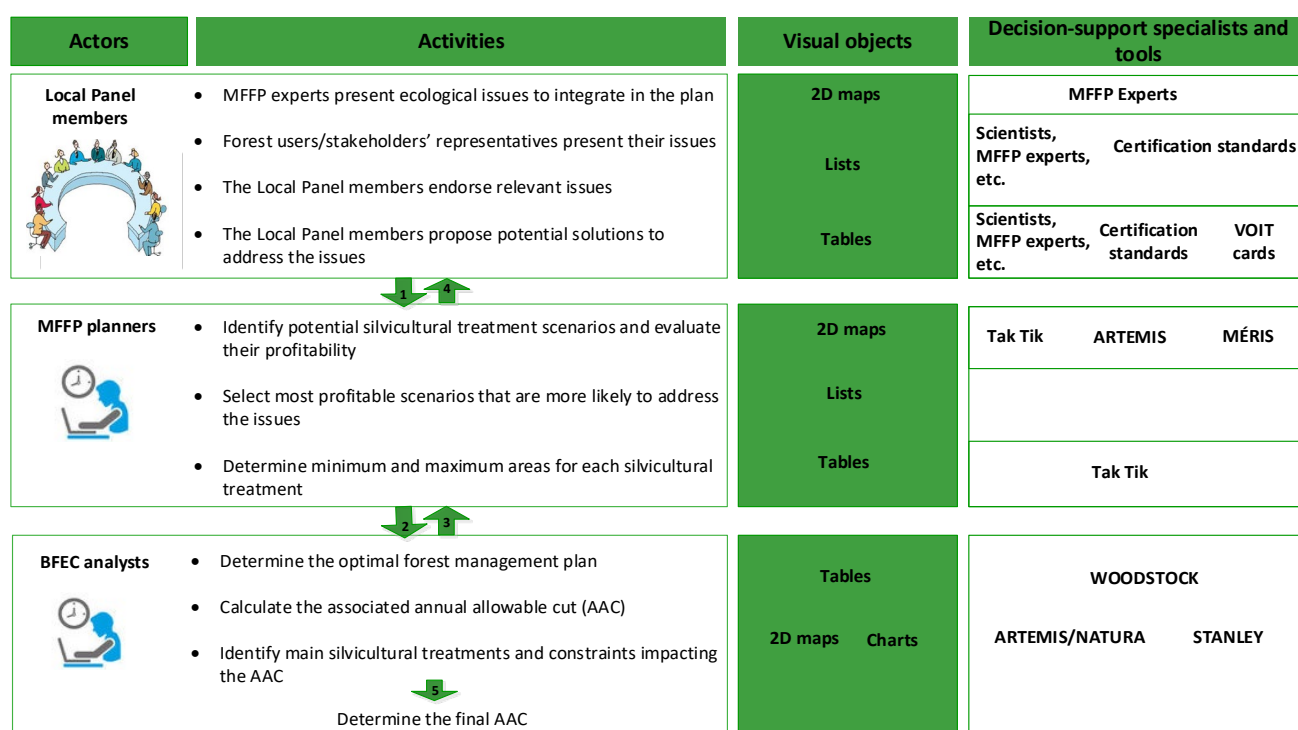 Actors
Activities
Visual objects
Decision-support specialists and
tools
Local Panel
members
• MFFP experts present ecological issues to integrate in the plan
• Forest users/stakeholders’ representatives present their issues
• The Local Panel members endorse relevant issues
• The Local Panel members propose potential solutions to
address the issues
2D maps
Lists
Tables
MFFP Experts
Scientists,
MFFP experts,
etc.
Certification standards
Scientists,
MFFP experts,
etc.
Certification
standards
VOIT
cards
1
4
MFFP planners
• Identify potential silvicultural treatment scenarios and evaluate
their profitability
• Select most profitable scenarios that are more likely to address
the issues
• Determine minimum and maximum areas for each silvicultural
treatment
2D maps
Lists
Tables
Tak Tik
ARTEMIS
MÉRIS
Tak Tik
2
3
BFEC analysts
• Determine the optimal forest management plan
• Calculate the associated annual allowable cut (AAC)
• Identify main silvicultural treatments and constraints impacting
the AAC
5
Determine the final AAC
Tables
2D maps
Charts
WOODSTOCK
ARTEMIS/NATURA
STANLEY